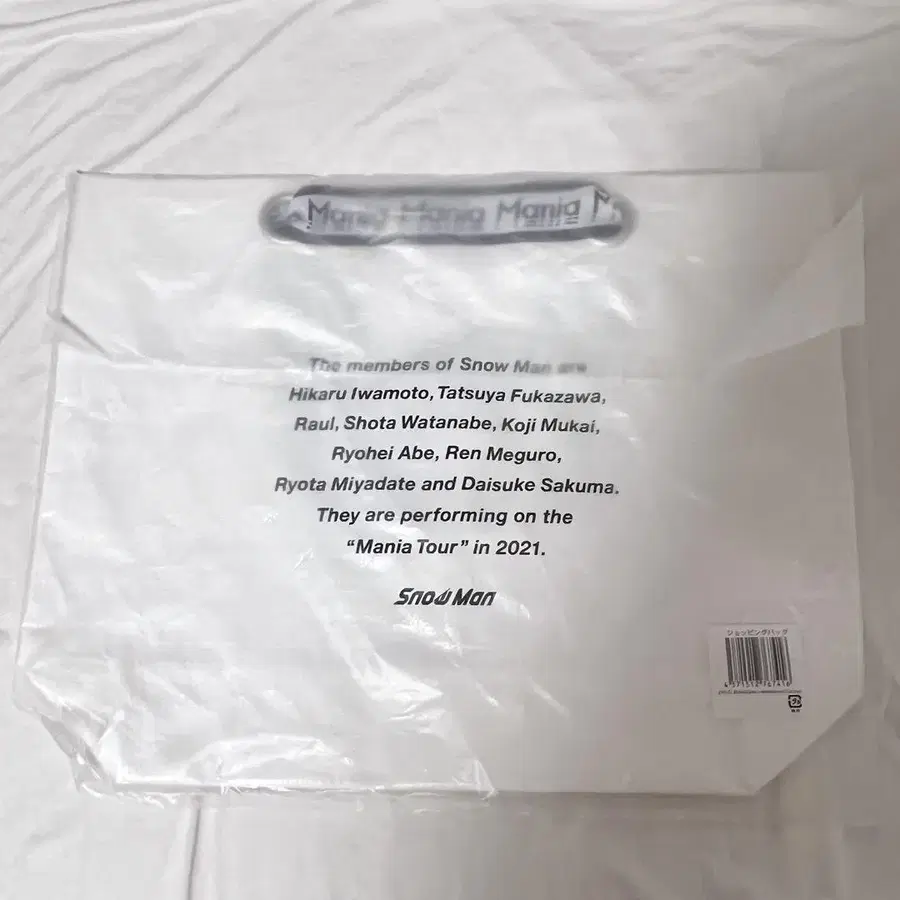 Mania Mania Mania M
The members of Snow Man are
Hikaru Iwamoto, Tatsuya Fukazawa,
Raul, Shota Watanabe, Koji Mukai,
Ryohei Abe, Ren Meguro,
Ryota Miyadate and Daisuke Sakuma.
They are performing on the
“Mania Tour” in 2021.
Snow Man
ショッピングバッグ